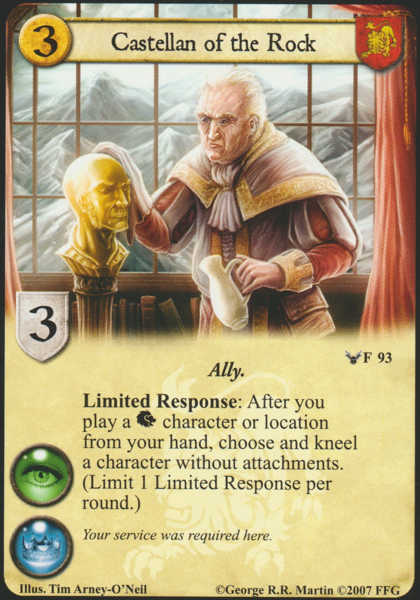 3
Castellan of the Rock
3
F 93
Ally.
Limited Response: After you
play a character or location
from your hand, choose and kneel
a character without attachments.
(Limit 1 Limited Response per
round.)
Your service was required here.
Illus. Tim Arney-O'Neil
©George R.R. Martin ©2007 FFG